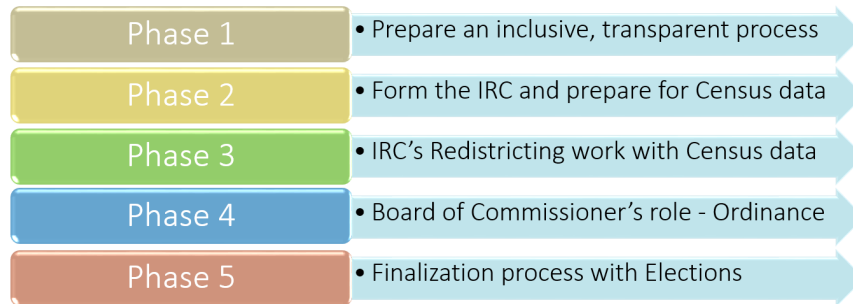 Phase 1
• Prepare an inclusive, transparent process
Phase 2
• Form the IRC and prepare for Census data
Phase 3
• IRC’s Redistricting work with Census data
Phase 4
• Board of Commissioner’s role - Ordinance
Phase 5
• Finalization process with Elections